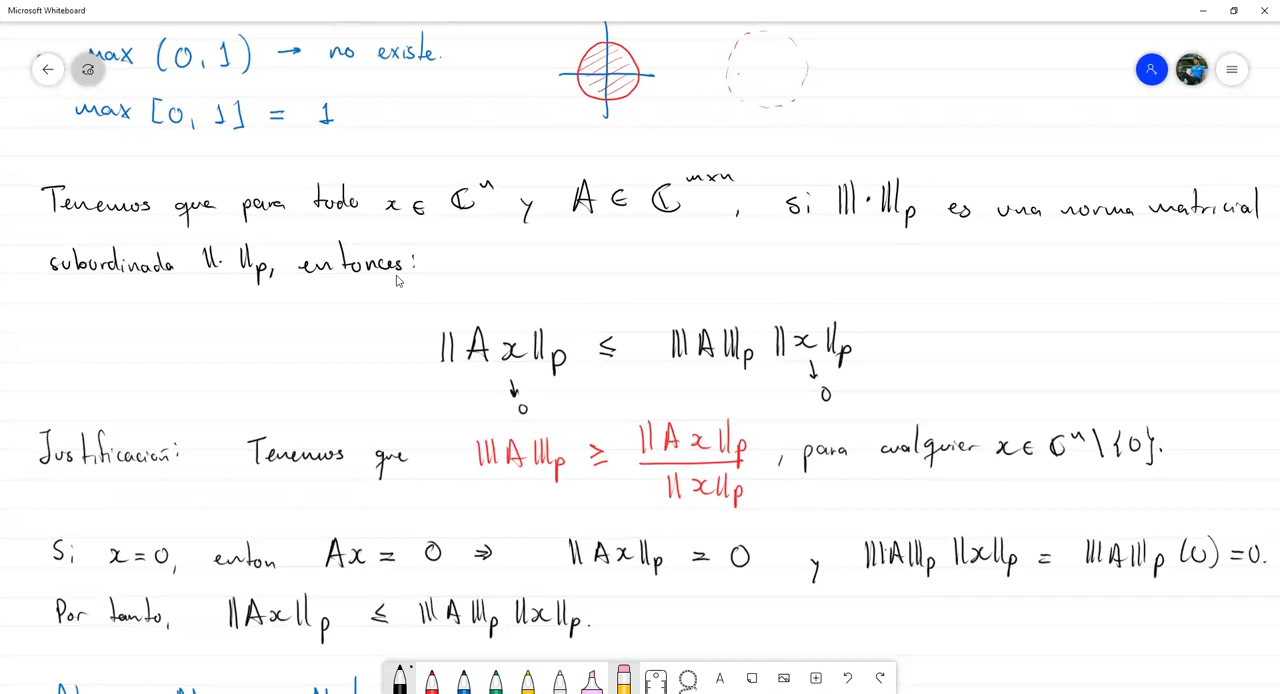 Microsoft Whiteboard
max (0, 1) → no existe.
max [0, 1] = 1
Tenemos que para todo x ∈ ℂⁿ y A ∈ ℂᵐˣⁿ, si |||·|||ₚ es una norma matricial
subordinada ||·||ₚ, entonces:
||Ax||ₚ ≤ |||A|||ₚ ||x||ₚ
↓ ↓
0 0
Justificación: Tenemos que |||A|||ₚ ≥ ||Ax||ₚ / ||x||ₚ, para cualquier x ∈ ℂⁿ \ {0}.
Si x=0, enton Ax = 0 ⇒ ||Ax||ₚ = 0 y |||A|||ₚ ||x||ₚ = |||A|||ₚ (0) = 0.
Por tanto, ||Ax||ₚ ≤ |||A|||ₚ ||x||ₚ.